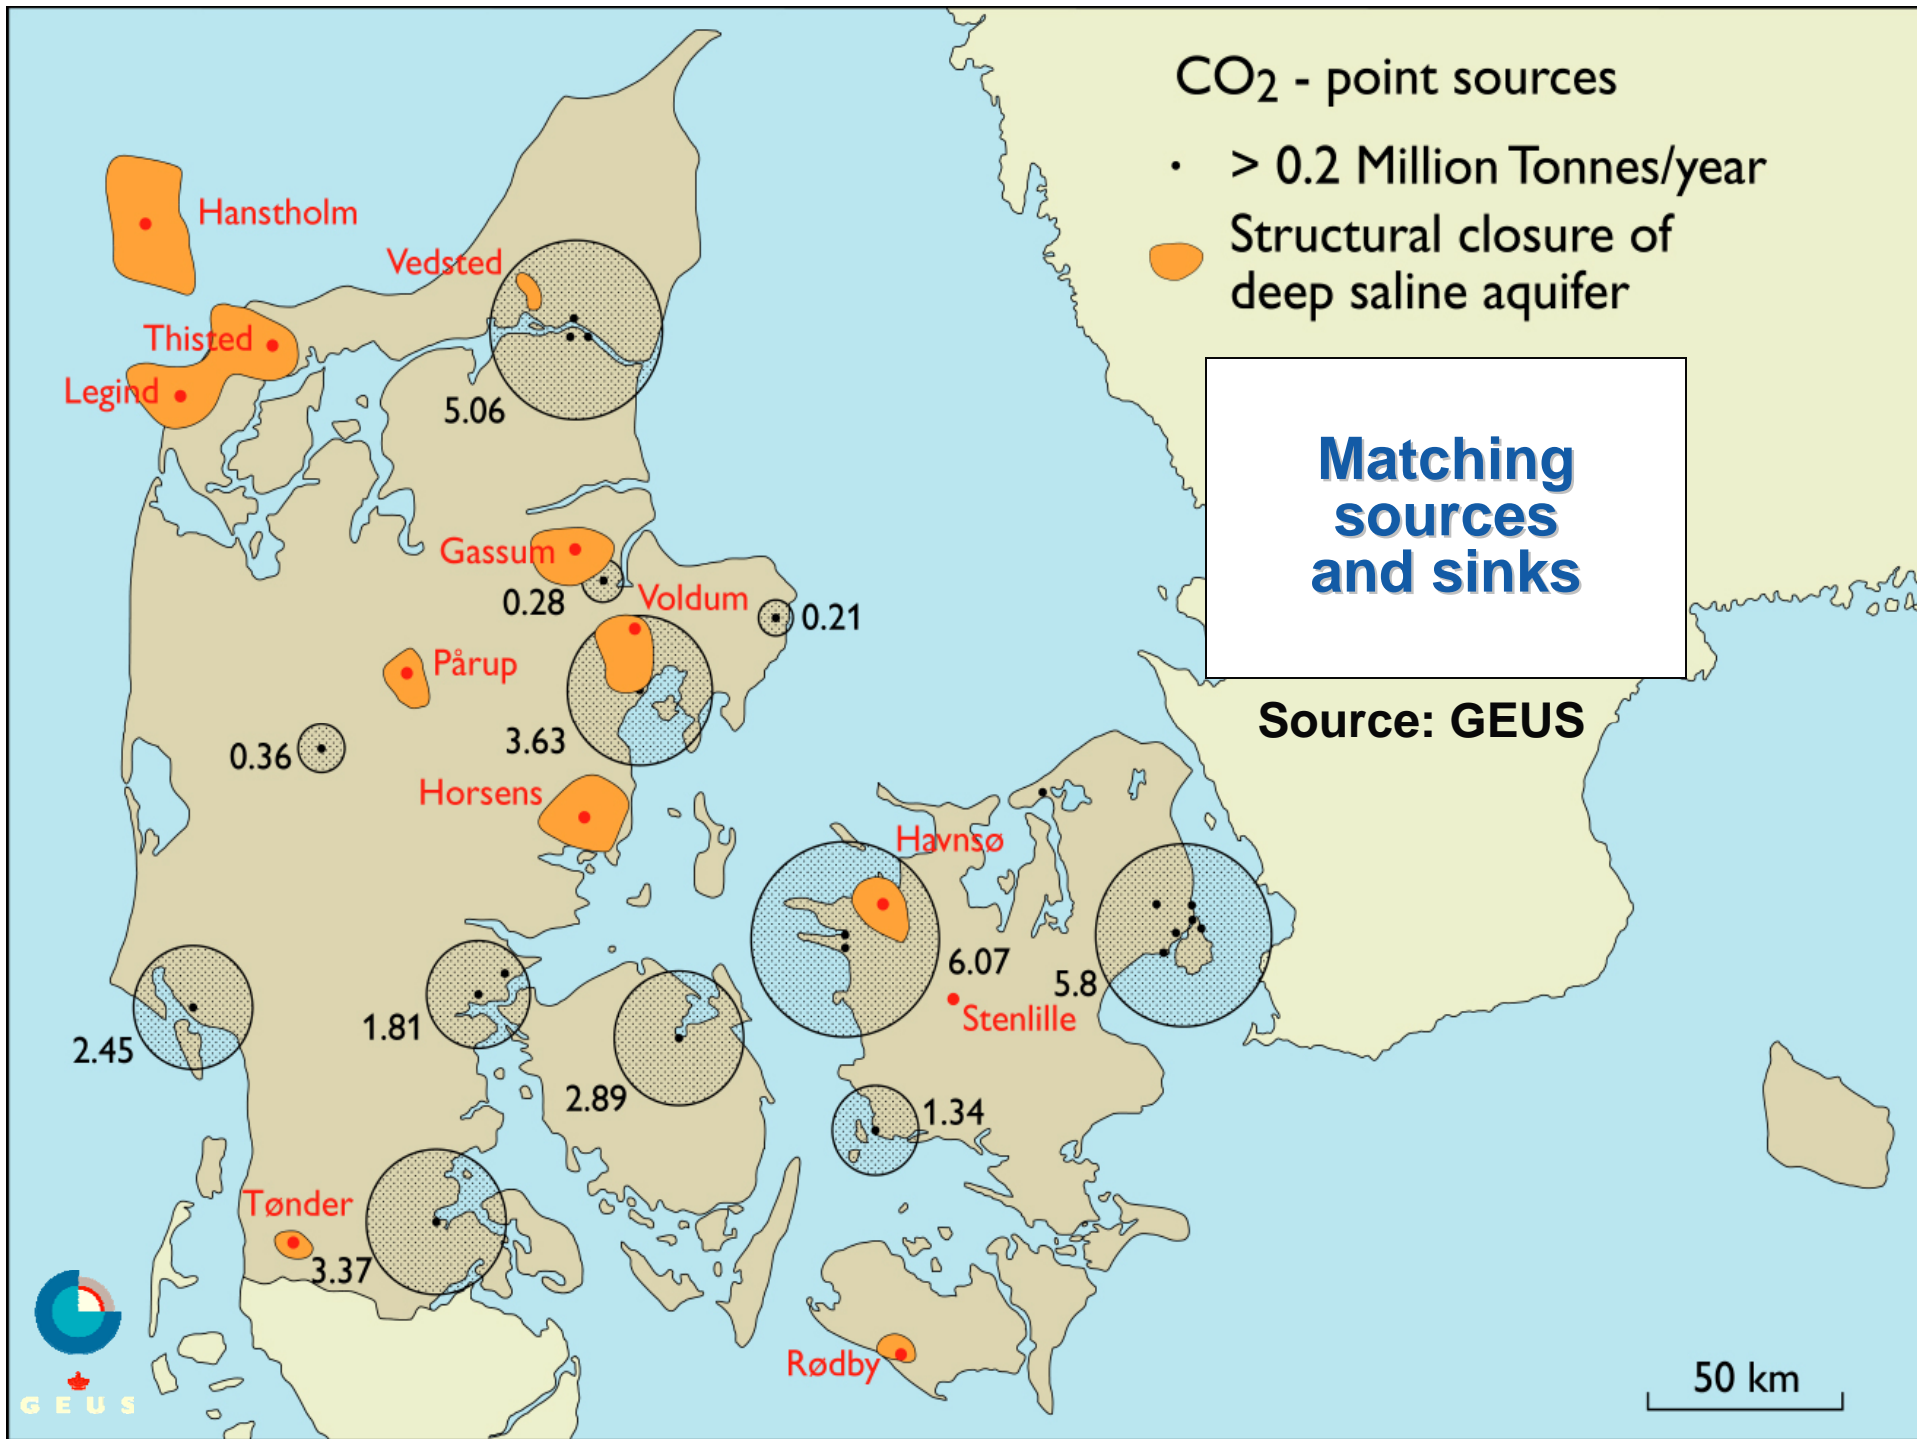 CO2 - point sources
> 0.2 Million Tonnes/year
Structural closure of
deep saline aquifer
Hanstholm
Vedsted
Thisted
Legind
5.06
Matching
sources
and sinks
Gassum
0.28
Voldum
0.21
Pårup
Source: GEUS
3.63
0.36
Horsens
Havnsø
6.07
5.8
Stenlille
1.81
2.45
2.89
1.34
Tønder
3.37
Rødby
50 km
GEUS